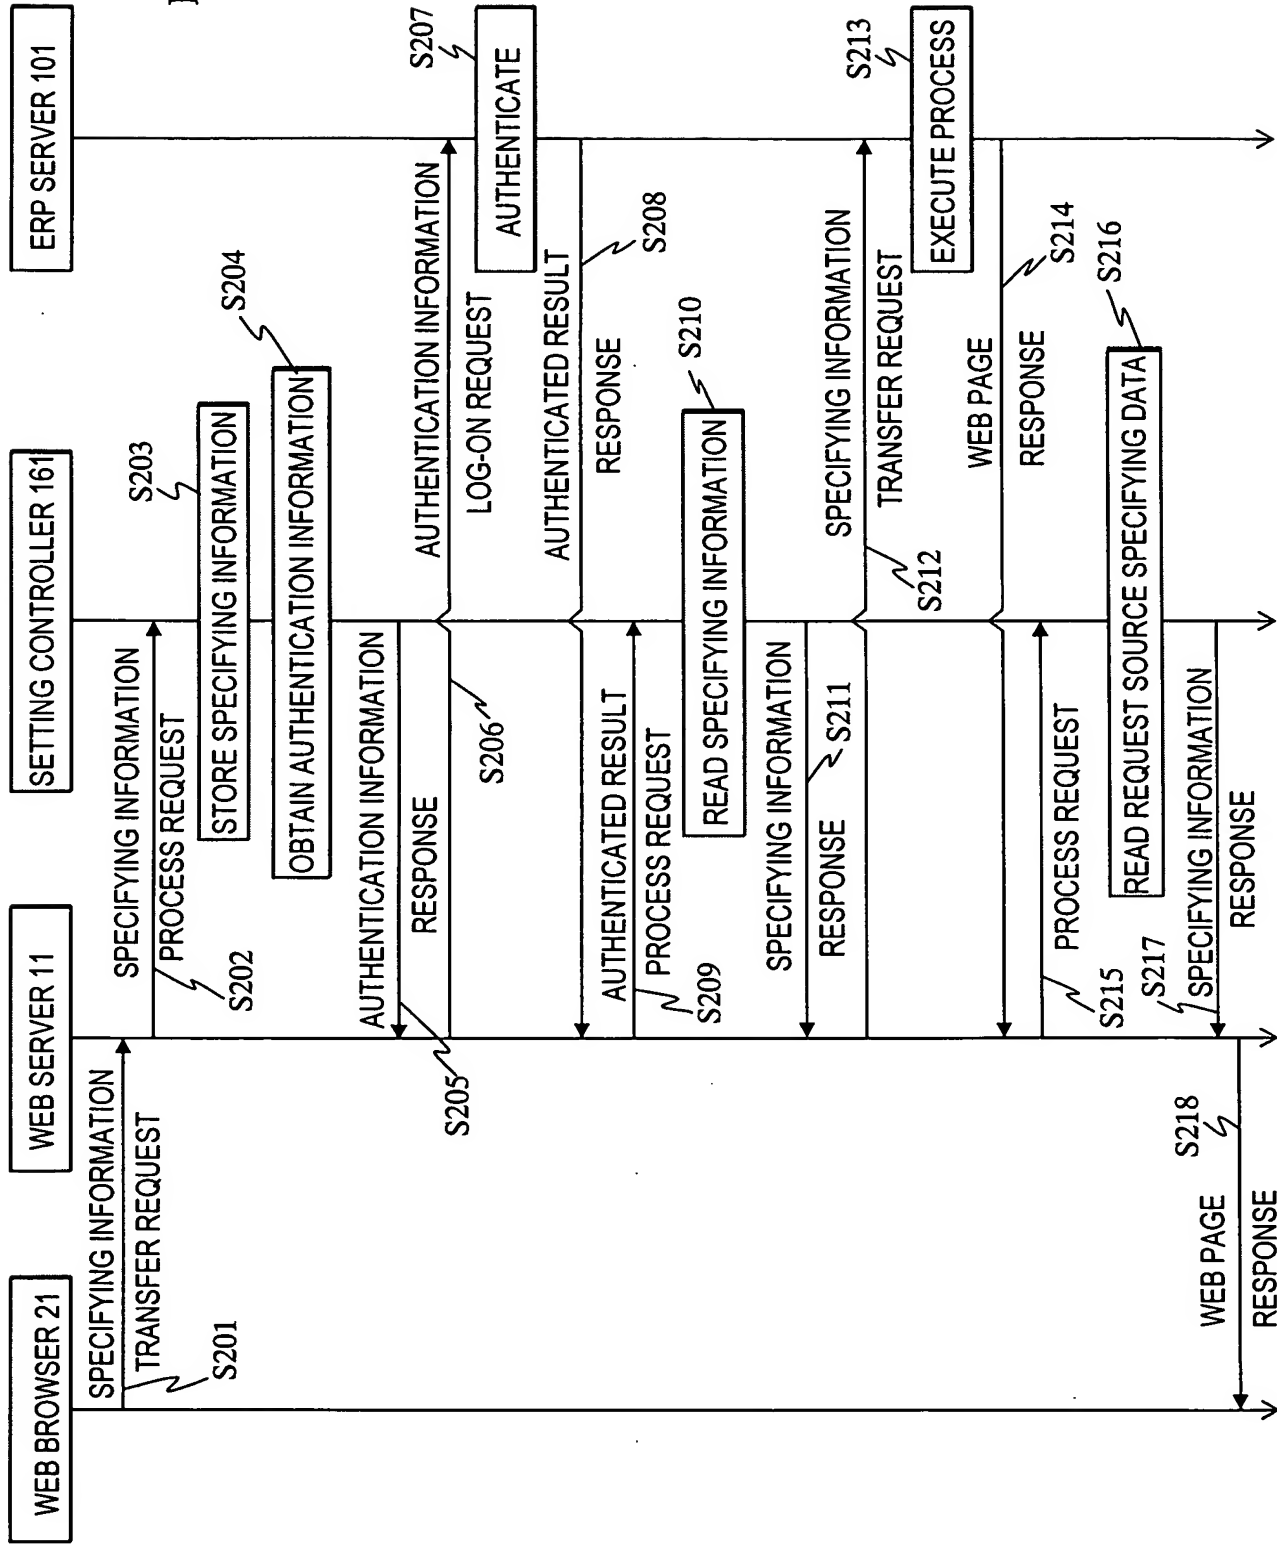 WEB BROWSER 21
WEB SERVER 11
SETTING CONTROLLER 161
ERP SERVER 101
SPECIFYING INFORMATION
TRANSFER REQUEST
S201
SPECIFYING INFORMATION
PROCESS REQUEST
S202
S203
STORE SPECIFYING INFORMATION
S204
OBTAIN AUTHENTICATION INFORMATION
AUTHENTICATION INFORMATION
RESPONSE
S205
AUTHENTICATION INFORMATION
LOG-ON REQUEST
S206
S207
AUTHENTICATE
AUTHENTICATED RESULT
RESPONSE
S208
AUTHENTICATED RESULT
PROCESS REQUEST
S209
S210
READ SPECIFYING INFORMATION
SPECIFYING INFORMATION
RESPONSE
S211
SPECIFYING INFORMATION
TRANSFER REQUEST
S212
S213
EXECUTE PROCESS
WEB PAGE
RESPONSE
S214
PROCESS REQUEST
S215
S216
READ REQUEST SOURCE SPECIFYING DATA
S217
SPECIFYING INFORMATION
RESPONSE
S218
WEB PAGE
RESPONSE